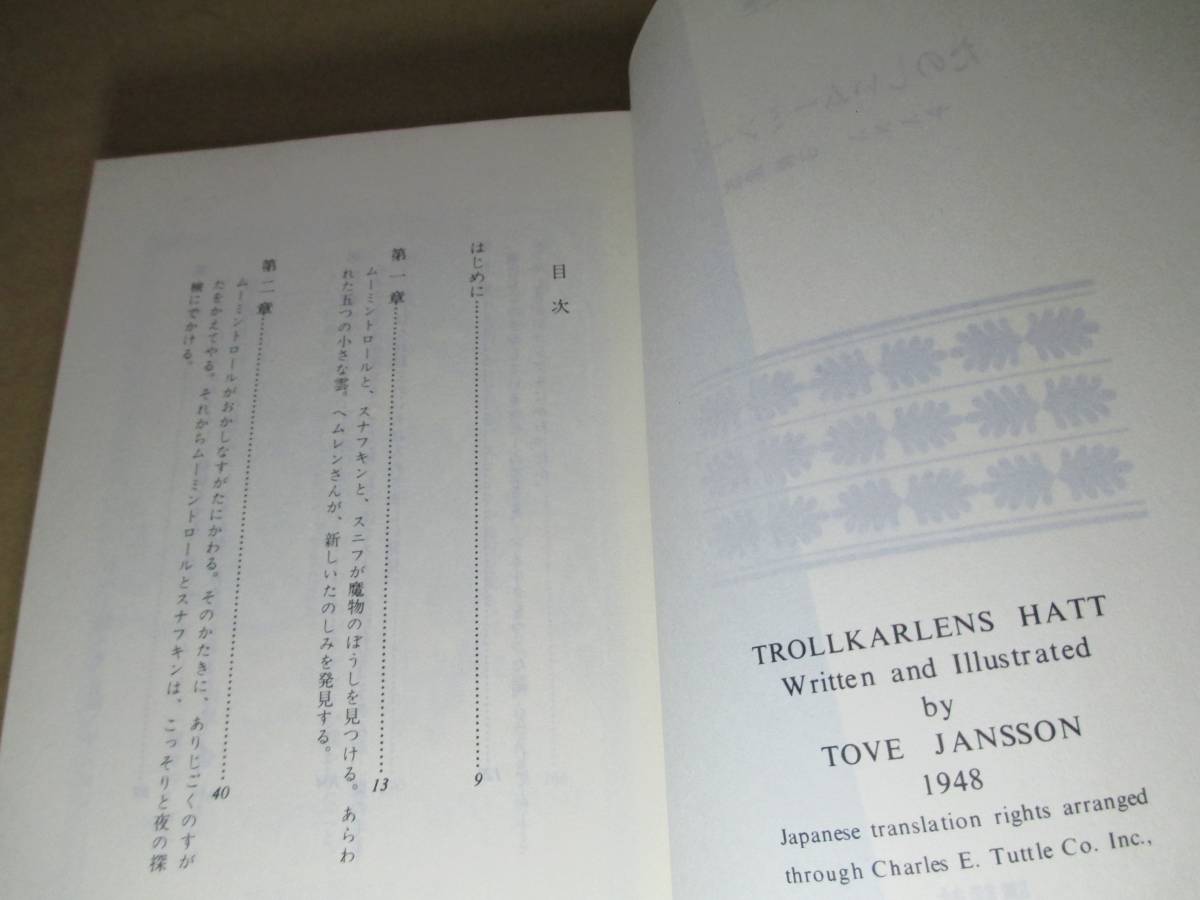 TROLLKARLENS HATT
Written and Illustrated
by
TOVE JANSSON
1948
Japanese translation rights arranged
through Charles E. Tuttle Co. Inc.,
目次
はじめに……………………9
第一章……………………13
ムーミントロールと、スナフキンと、スニフが魔物のぼうしを見つける。あらわ
れた五つの小さな雲。ヘムレンさんが、新しいたのしみを発見する。
第二章……………………40
ムーミントロールがおかしなすがたにかわる。そのかたきに、ありじごくのすが
たをかえてやる。それからムーミントロールとスナフキンは、こっそりと夜の探
検にでかける。